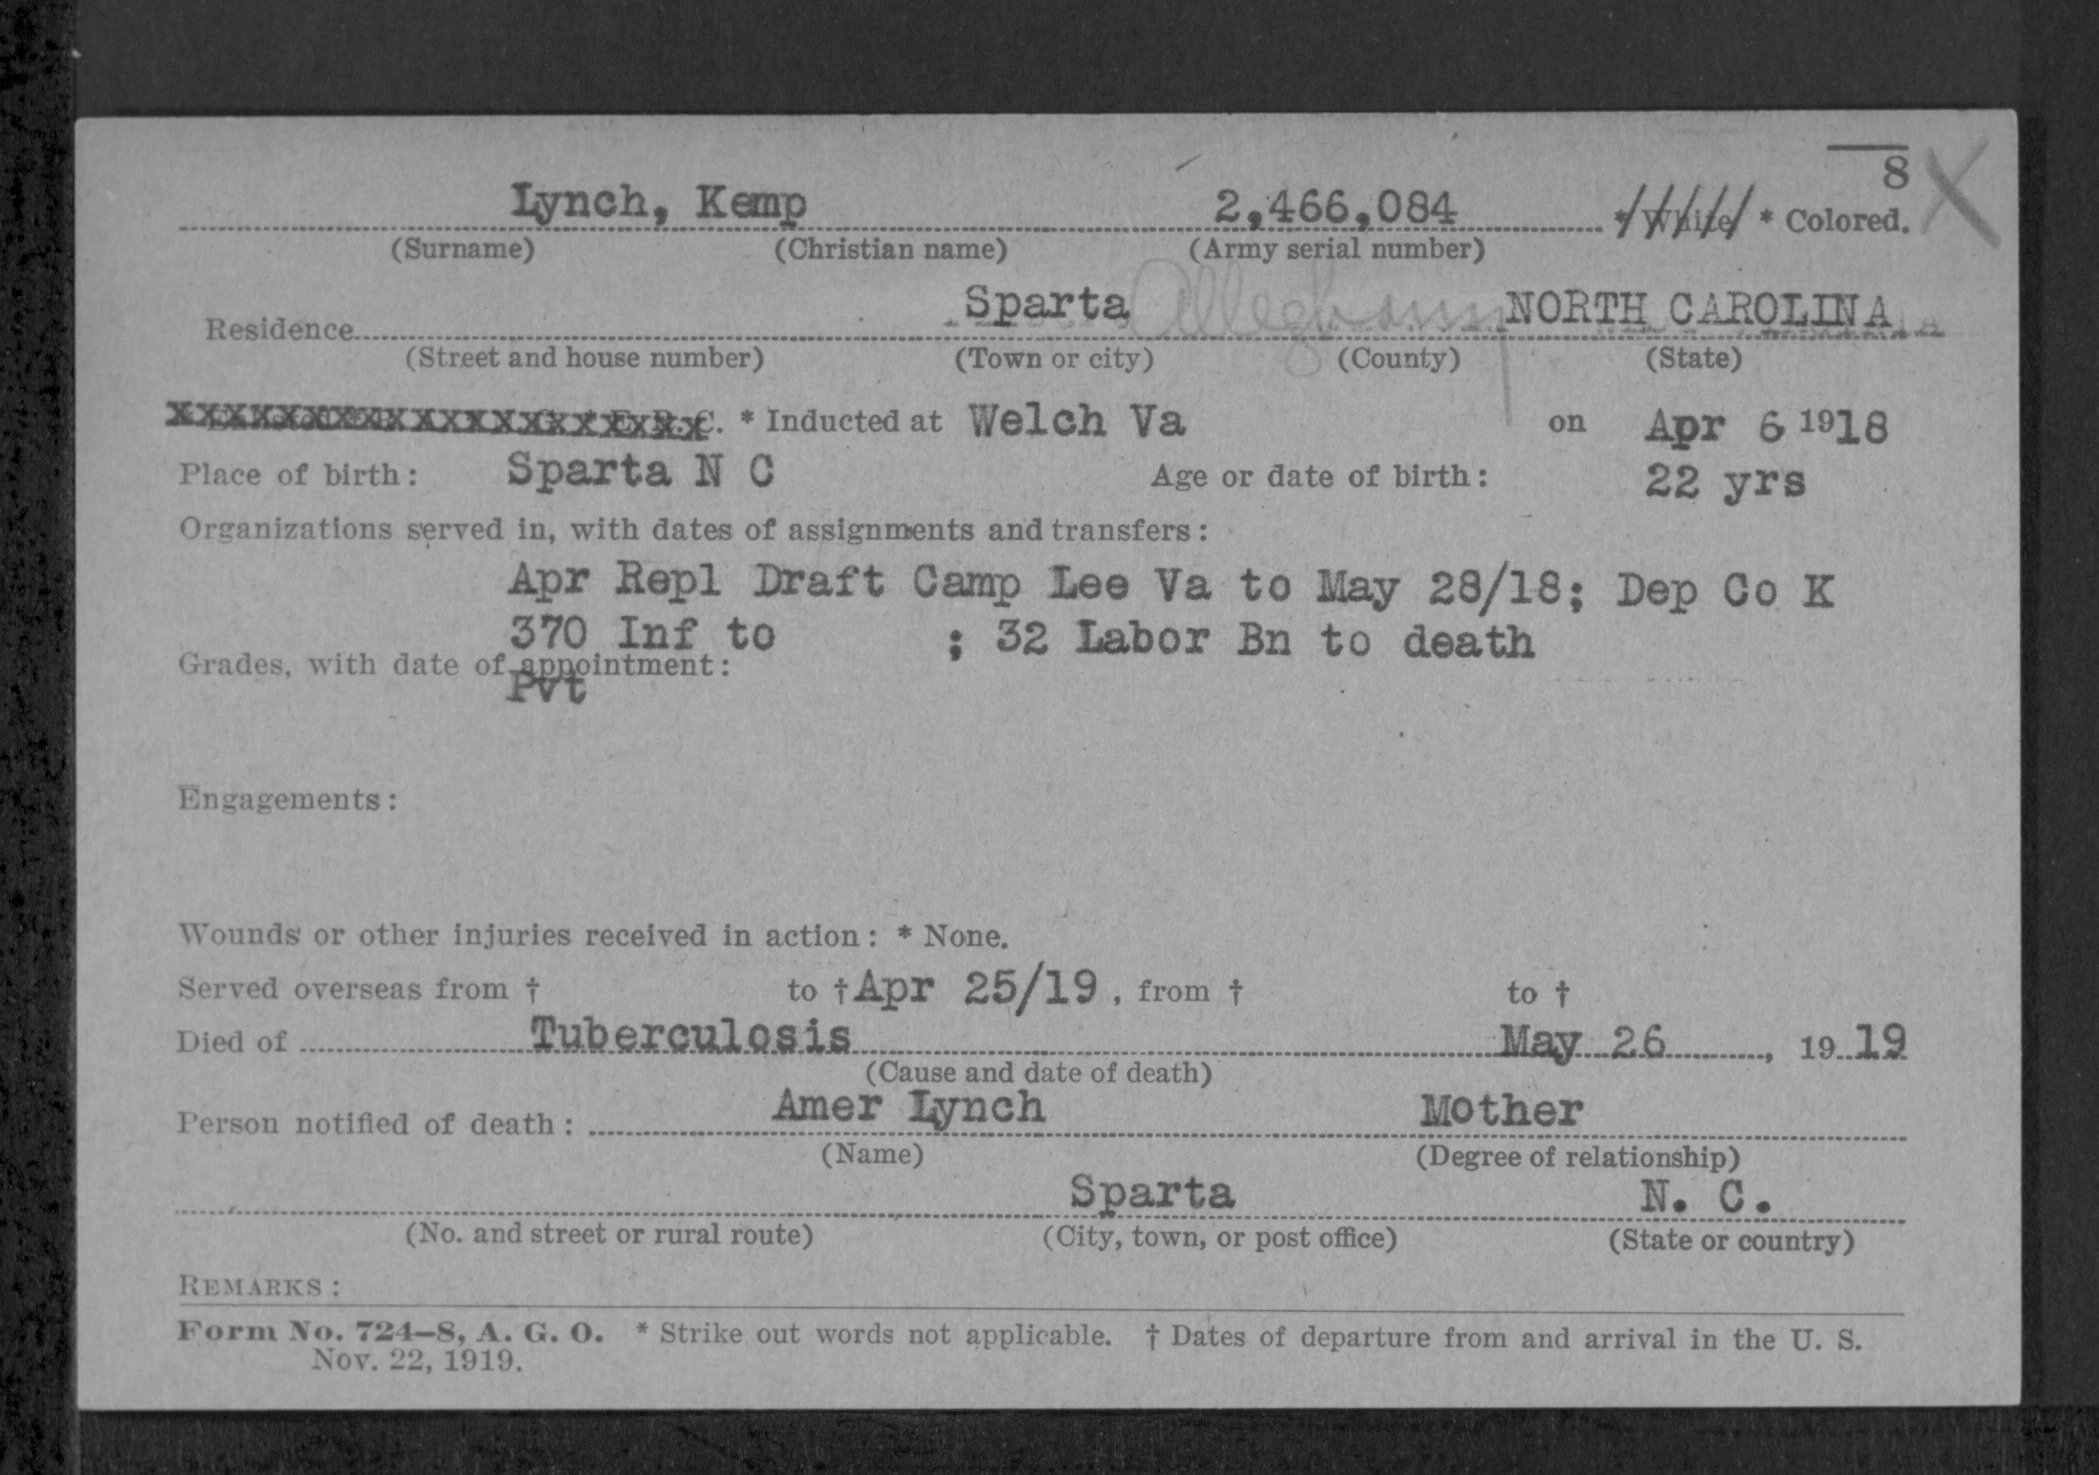 8
Lynch, Kemp 2,466,084 * White * Colored. X
(Surname) (Christian name) (Army serial number)
Residence Sparta Alleghany NORTH CAROLINA
(Street and house number) (Town or city) (County) (State)
xxxxxxxxxxxxxxxxxxxx C. * Inducted at Welch Va on Apr 6 1918
Place of birth: Sparta N C Age or date of birth: 22 yrs
Organizations served in, with dates of assignments and transfers:
Apr Repl Draft Camp Lee Va to May 28/18; Dep Co K
370 Inf to ; 32 Labor Bn to death
Grades, with date of appointment:
Pvt
Engagements:
Wounds or other injuries received in action: * None.
Served overseas from † to † Apr 25/19, from † to †
Died of Tuberculosis May 26, 1919
(Cause and date of death)
Person notified of death: Amer Lynch Mother
(Name) (Degree of relationship)
Sparta N. C.
(No. and street or rural route) (City, town, or post office) (State or country)
REMARKS:
Form No. 724-8, A. G. O. * Strike out words not applicable. † Dates of departure from and arrival in the U. S.
Nov. 22, 1919.